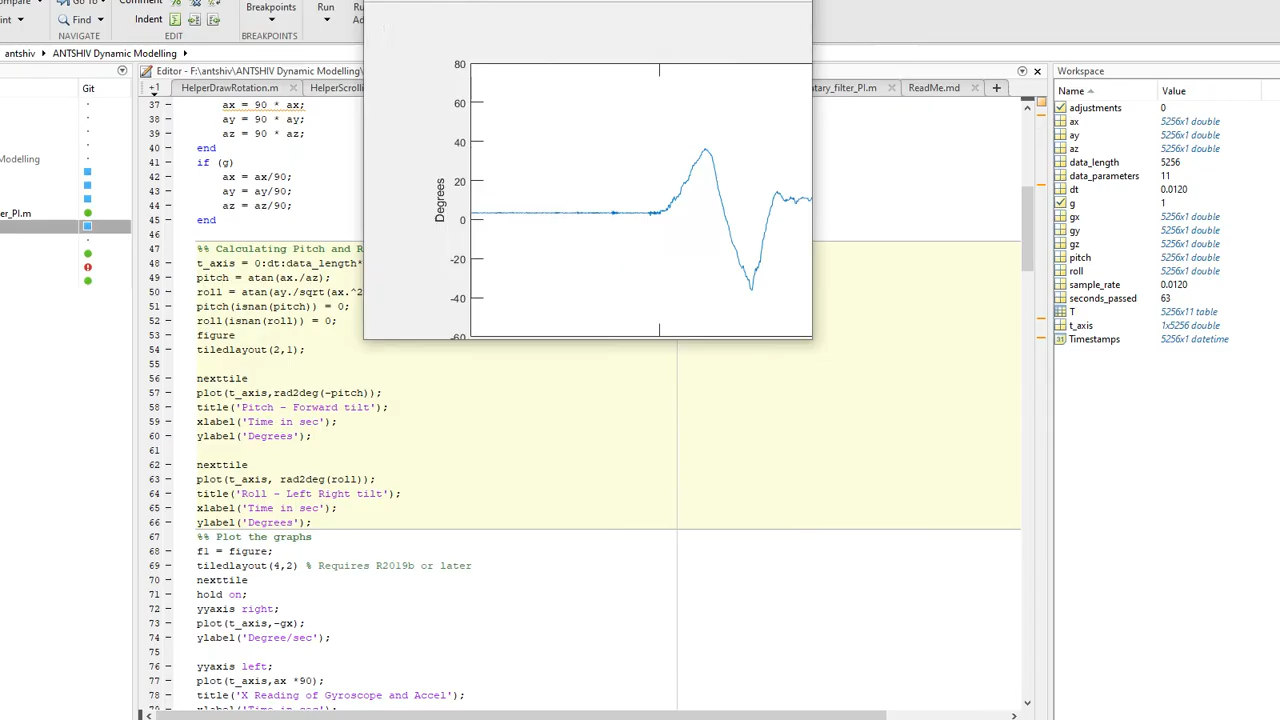 Go To
Comment
Breakpoints
Run
Find
Indent
NAVIGATE
EDIT
BREAKPOINTS
antshiv
ANTSHIV Dynamic Modelling
Git
Modelling
er_PI.m
Editor - F:\antshiv\ANTSHIV Dynamic Modelling\
+1
HelperDrawRotation.m
HelperScrolli
tary_filter_PI.m
ReadMe.md
37 ax = 90 * ax;
38 ay = 90 * ay;
39 az = 90 * az;
40 end
41 if (g)
42 ax = ax/90;
43 ay = ay/90;
44 az = az/90;
45 end
46
47 %% Calculating Pitch and R
48 t_axis = 0:dt:data_length*
49 pitch = atan(ax./az);
50 roll = atan(ay./sqrt(ax.^2
51 pitch(isnan(pitch)) = 0;
52 roll(isnan(roll)) = 0;
53 figure
54 tiledlayout(2,1);
55
56 nexttile
57 plot(t_axis,rad2deg(-pitch));
58 title('Pitch - Forward tilt');
59 xlabel('Time in sec');
60 ylabel('Degrees');
61
62 nexttile
63 plot(t_axis, rad2deg(roll));
64 title('Roll - Left Right tilt');
65 xlabel('Time in sec');
66 ylabel('Degrees');
67 %% Plot the graphs
68 f1 = figure;
69 tiledlayout(4,2) % Requires R2019b or later
70 nexttile
71 hold on;
72 yyaxis right;
73 plot(t_axis,-gx);
74 ylabel('Degree/sec');
75
76 yyaxis left;
77 plot(t_axis,ax *90);
78 title('X Reading of Gyroscope and Accel');
79 xlabel('Time in sec');
80
60
40
20
0
-20
-40
-60
Degrees
Workspace
Name Value
adjustments 0
ax 5256x1 double
ay 5256x1 double
az 5256x1 double
data_length 5256
data_parameters 11
dt 0.0120
g 1
gx 5256x1 double
gy 5256x1 double
gz 5256x1 double
pitch 5256x1 double
roll 5256x1 double
sample_rate 0.0120
seconds_passed 63
T 5256x11 table
t_axis 1x5256 double
Timestamps 5256x1 datetime